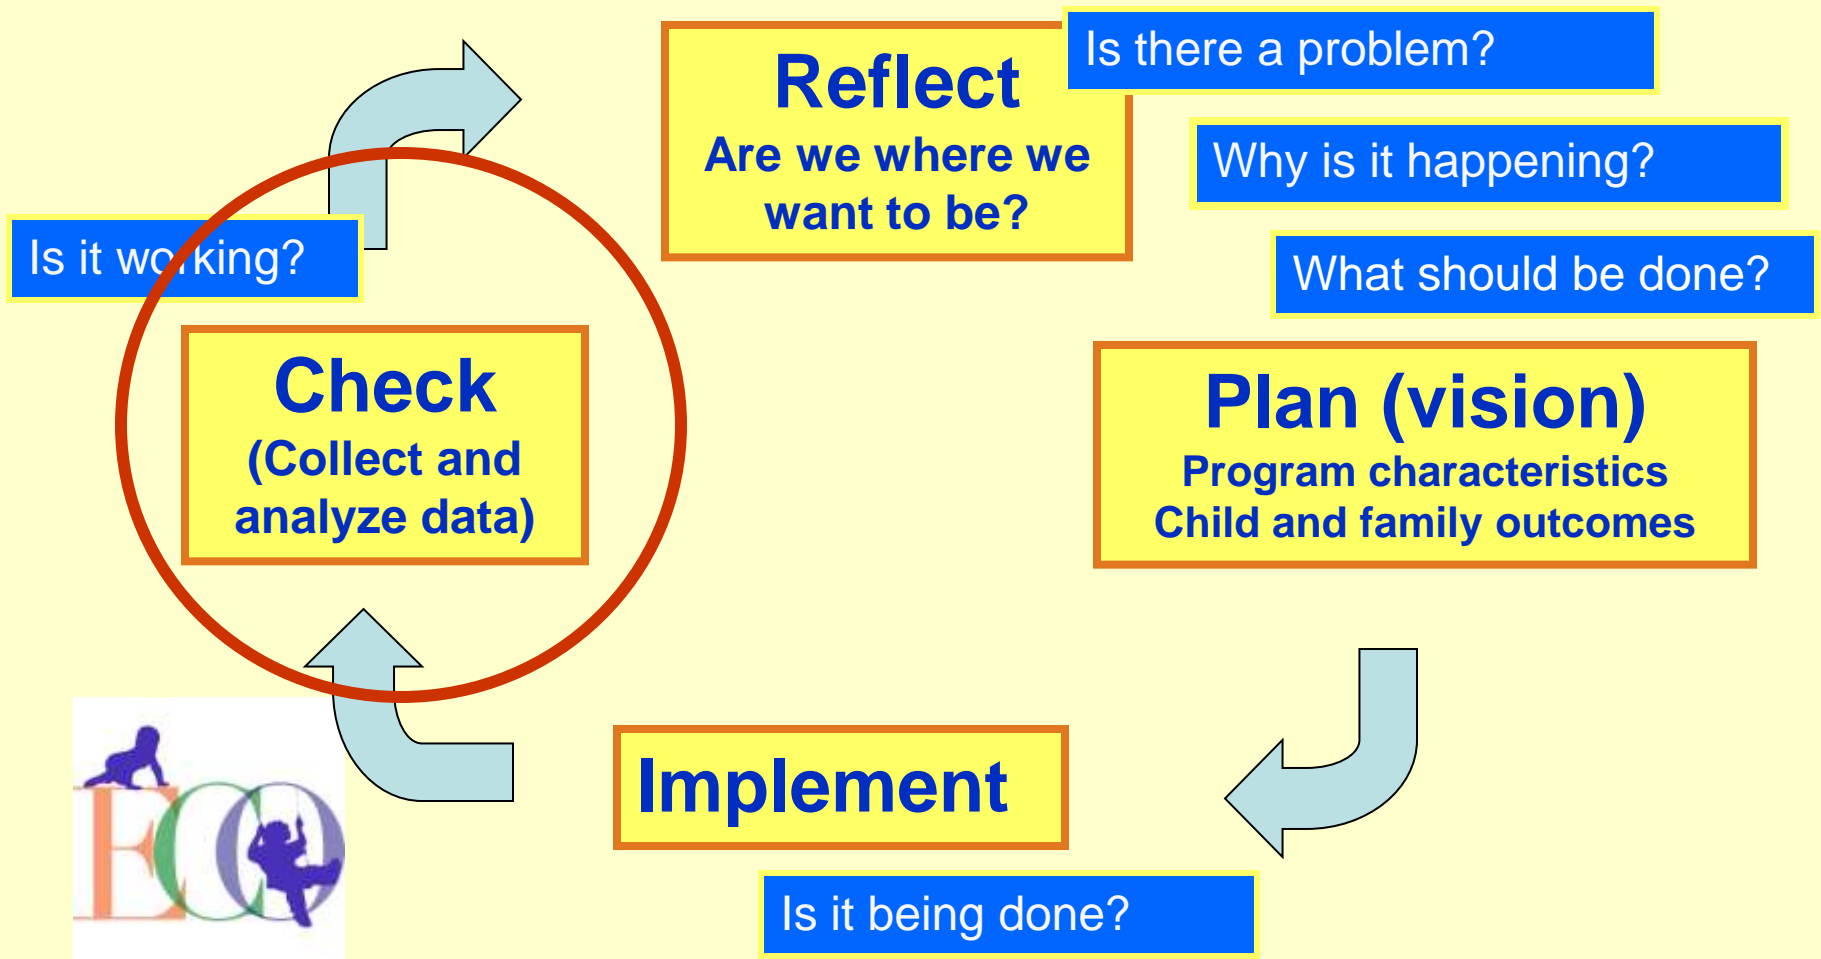 Reflect
Are we where we
want to be?
Is there a problem?
Why is it happening?
What should be done?
Is it working?
Check
(Collect and
analyze data)
Plan (vision)
Program characteristics
Child and family outcomes
Implement
Is it being done?
ECO